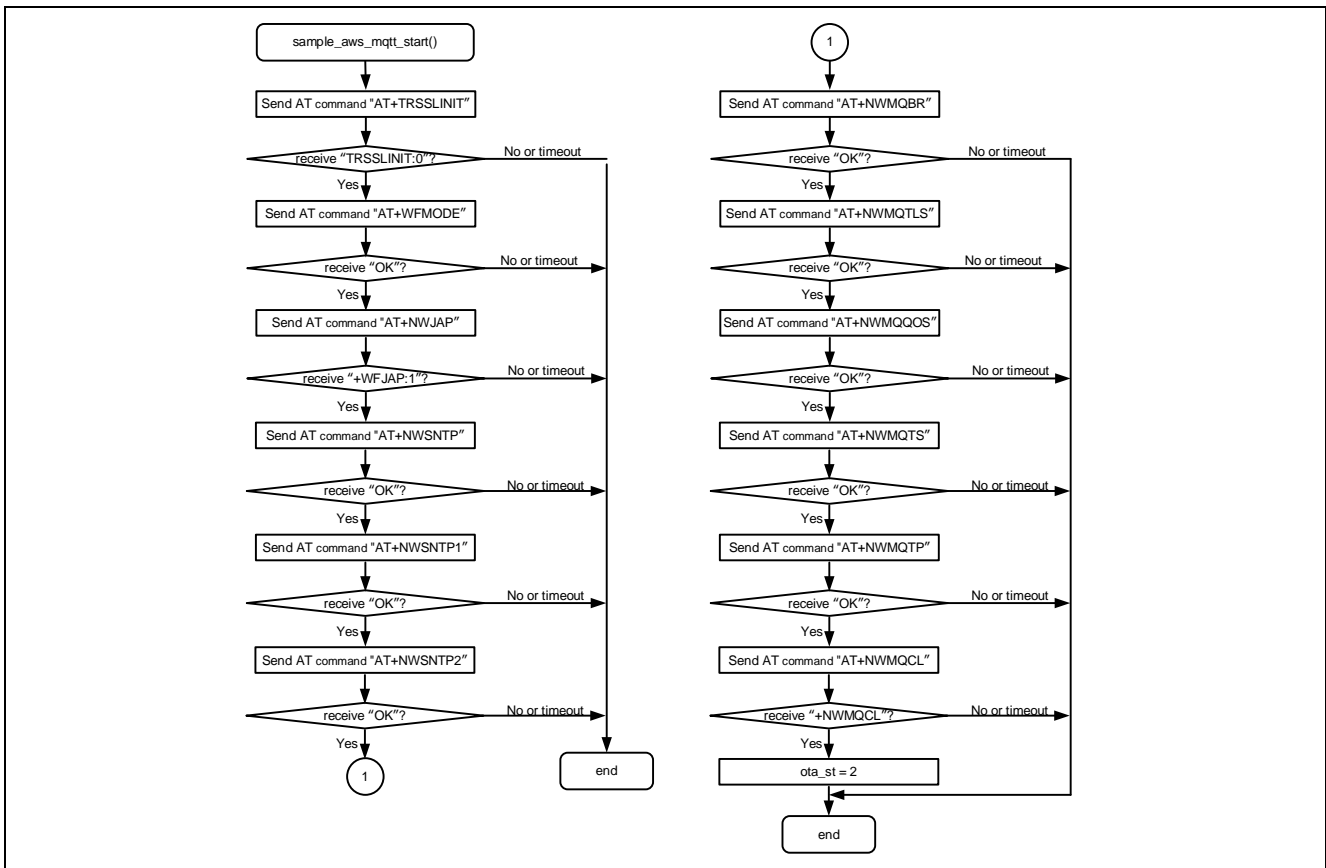 sample_aws_mqtt_start()
Send AT command "AT+TRSSLINIT"
receive “TRSSLINIT:0”?
No or timeout
Yes
Send AT command "AT+WFMODE”
receive “OK”?
No or timeout
Yes
Send AT command "AT+NWJAP”
receive “+WFJAP:1”?
No or timeout
Yes
Send AT command "AT+NWSNTP”
receive “OK”?
No or timeout
Yes
Send AT command "AT+NWSNTP1”
receive “OK”?
No or timeout
Yes
Send AT command "AT+NWSNTP2”
receive “OK”?
No or timeout
Yes
1
end
1
Send AT command "AT+NWMQBR”
receive “OK”?
No or timeout
Yes
Send AT command "AT+NWMQTLS”
receive “OK”?
No or timeout
Yes
Send AT command "AT+NWMQQOS”
receive “OK”?
No or timeout
Yes
Send AT command "AT+NWMQTS”
receive “OK”?
No or timeout
Yes
Send AT command "AT+NWMQTP”
receive “OK”?
No or timeout
Yes
Send AT command "AT+NWMQCL”
receive “+NWMQCL”?
No or timeout
Yes
ota_st = 2
end